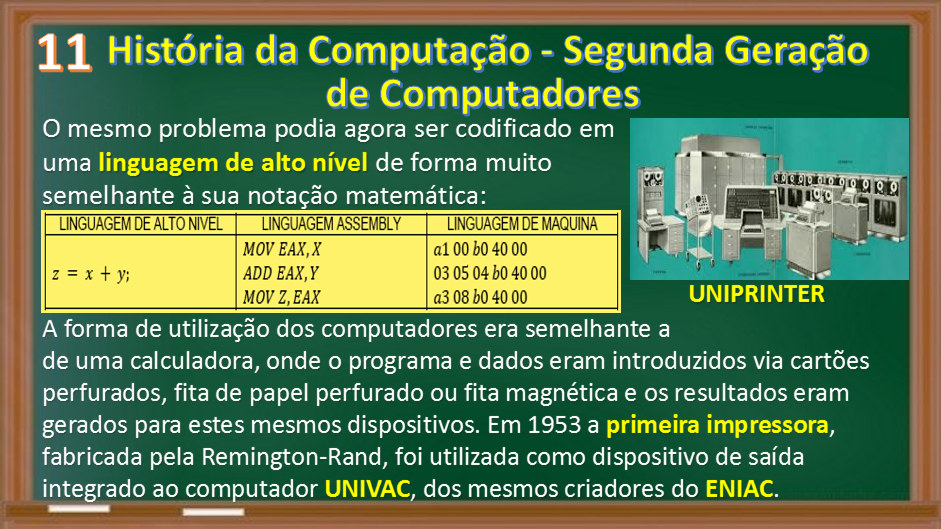 11 História da Computação - Segunda Geração
de Computadores
O mesmo problema podia agora ser codificado em
uma linguagem de alto nível de forma muito
semelhante à sua notação matemática:
LINGUAGEM DE ALTO NIVEL LINGUAGEM ASSEMBLY LINGUAGEM DE MAQUINA
MOV EAX, X a1 00 b0 40 00
z = x + y; ADD EAX, Y 03 05 04 b0 40 00
MOV Z, EAX a3 08 b0 40 00
UNIPRINTER
A forma de utilização dos computadores era semelhante a
de uma calculadora, onde o programa e dados eram introduzidos via cartões
perfurados, fita de papel perfurado ou fita magnética e os resultados eram
gerados para estes mesmos dispositivos. Em 1953 a primeira impressora,
fabricada pela Remington-Rand, foi utilizada como dispositivo de saída
integrado ao computador UNIVAC, dos mesmos criadores do ENIAC.